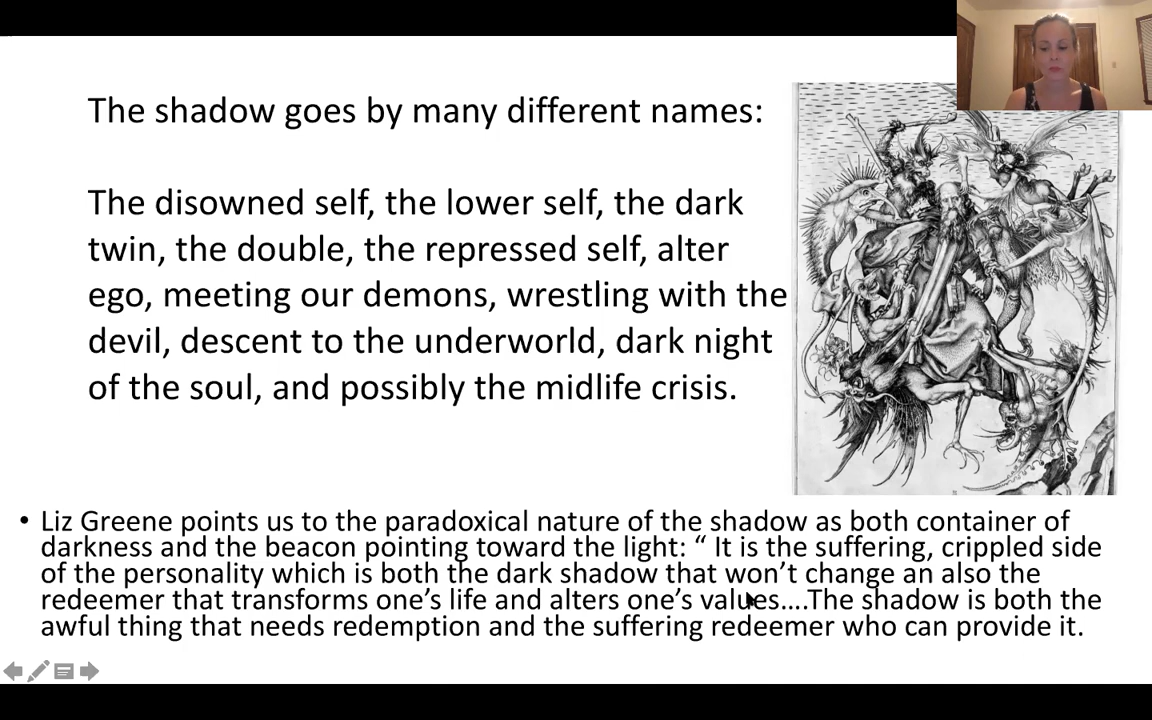 The shadow goes by many different names:
The disowned self, the lower self, the dark
twin, the double, the repressed self, alter
ego, meeting our demons, wrestling with the
devil, descent to the underworld, dark night
of the soul, and possibly the midlife crisis.
• Liz Greene points us to the paradoxical nature of the shadow as both container of
darkness and the beacon pointing toward the light: “ It is the suffering, crippled side
of the personality which is both the dark shadow that won’t change an also the
redeemer that transforms one’s life and alters one’s values….The shadow is both the
awful thing that needs redemption and the suffering redeemer who can provide it.